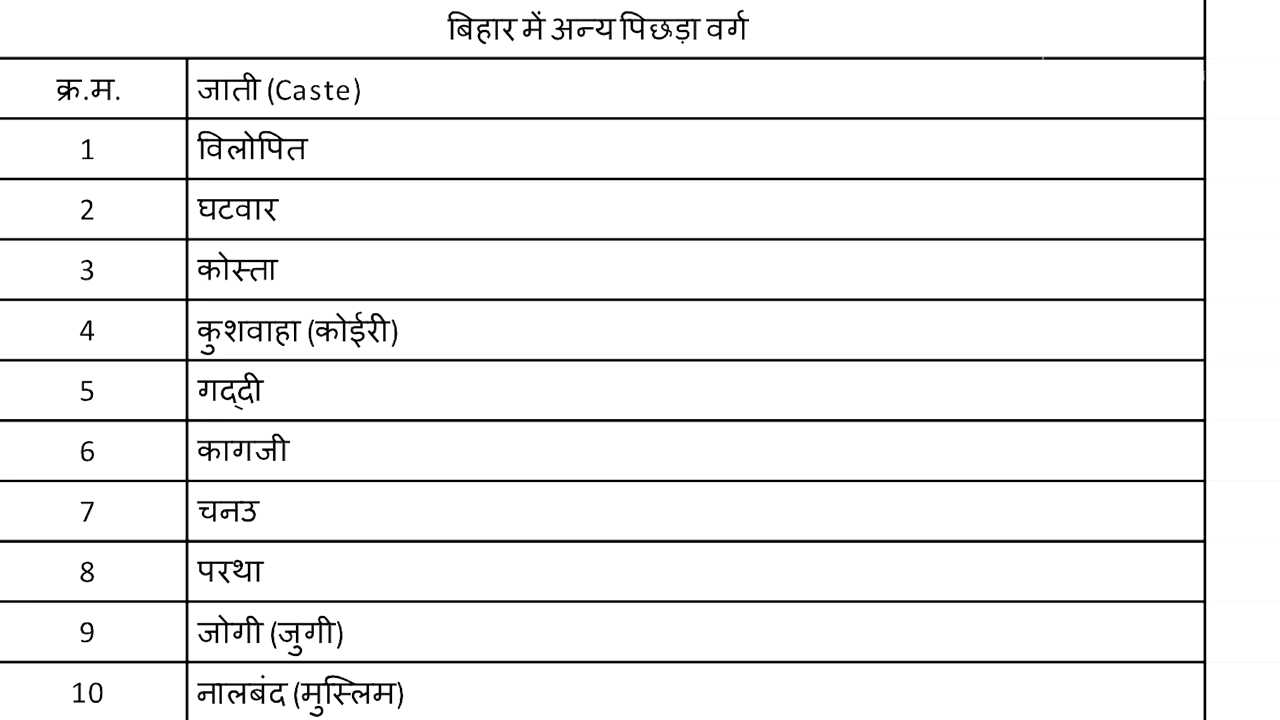 बिहार में अन्य पिछड़ा वर्ग
क्र.म. जाती (Caste)
1 विलोपित
2 घटवार
3 कोस्ता
4 कुशवाहा (कोईरी)
5 गद्दी
6 कागजी
7 चनउ
8 परथा
9 जोगी (जुगी)
10 नालबंद (मुस्लिम)